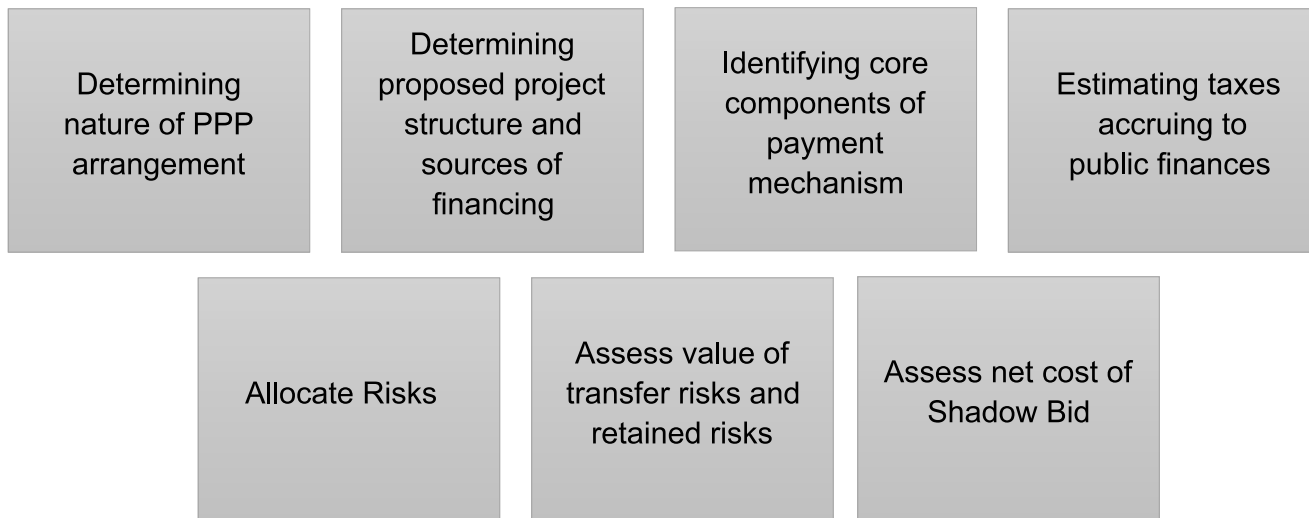 Determining
nature of PPP
arrangement
Determining
proposed project
structure and
sources of
financing
Identifying core
components of
payment
mechanism
Estimating taxes
accruing to
public finances
Allocate Risks
Assess value of
transfer risks and
retained risks
Assess net cost of
Shadow Bid